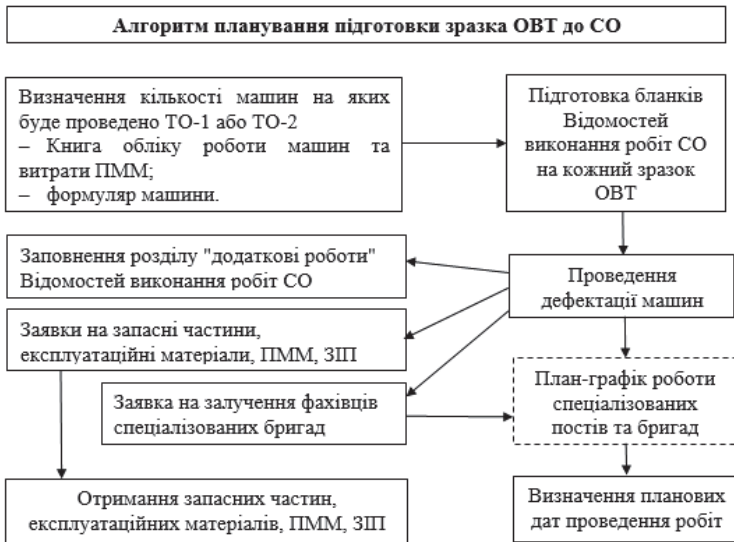 Алгоритм планування підготовки зразка ОВТ до СО
Визначення кількості машин на яких
буде проведено ТО-1 або ТО-2
– Книга обліку роботи машин та
витрати ПММ;
– формуляр машини.
Підготовка бланків
Відомостей
виконання робіт СО
на кожний зразок
ОВТ
Заповнення розділу "додаткові роботи"
Відомостей виконання робіт СО
Проведення
дефектації машин
Заявки на запасні частини,
експлуатаційні матеріали, ПММ, ЗІП
Заявка на залучення фахівців
спеціалізованих бригад
План-графік роботи
спеціалізованих
постів та бригад
Отримання запасних частин,
експлуатаційних матеріалів, ПММ, ЗІП
Визначення планових
дат проведення робіт